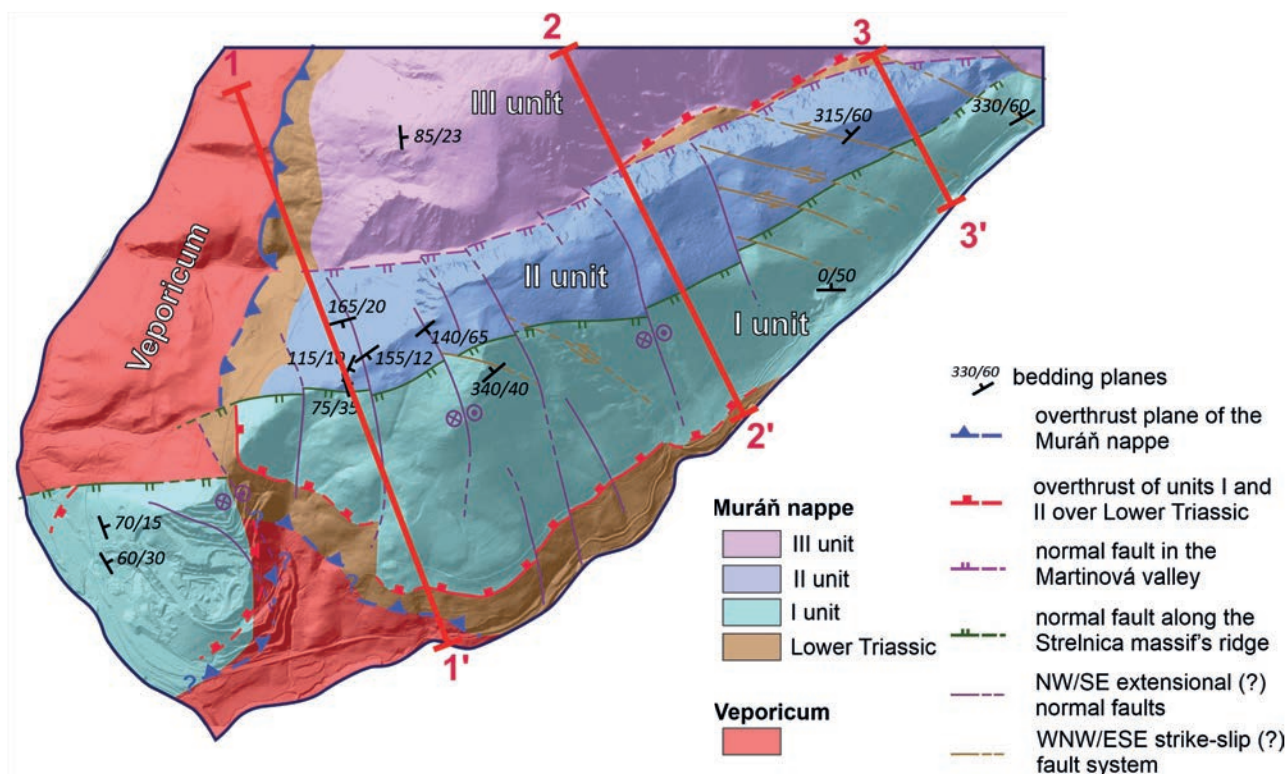 1
2
3
III unit
85/23
315/60
330/60
Veporicum
3'
II unit
0/50
I unit
165/20
140/65
115/10
155/12
75/35
340/40
2'
70/15
60/30
?
?
?
?
?
1'
330/60
bedding planes
overthrust plane of the
Muráň nappe
overthrust of units I and
II over Lower Triassic
normal fault in the
Martinová valley
normal fault along the
Strelnica massif's ridge
NW/SE extensional (?)
normal faults
WNW/ESE strike-slip (?)
fault system
Muráň nappe
III unit
II unit
I unit
Lower Triassic
Veporicum